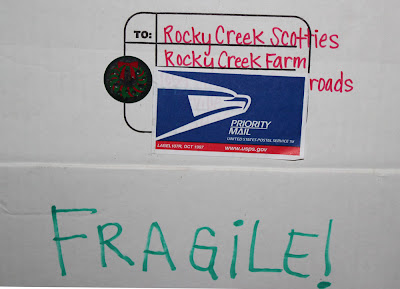 TO: Rocky Creek Scotties
Rocky Creek Farm
roads
PRIORITY
MAIL
UNITED STATES POSTAL SERVICE
LABEL 107R, OCT 1997
www.usps.gov
FRAGiLE!